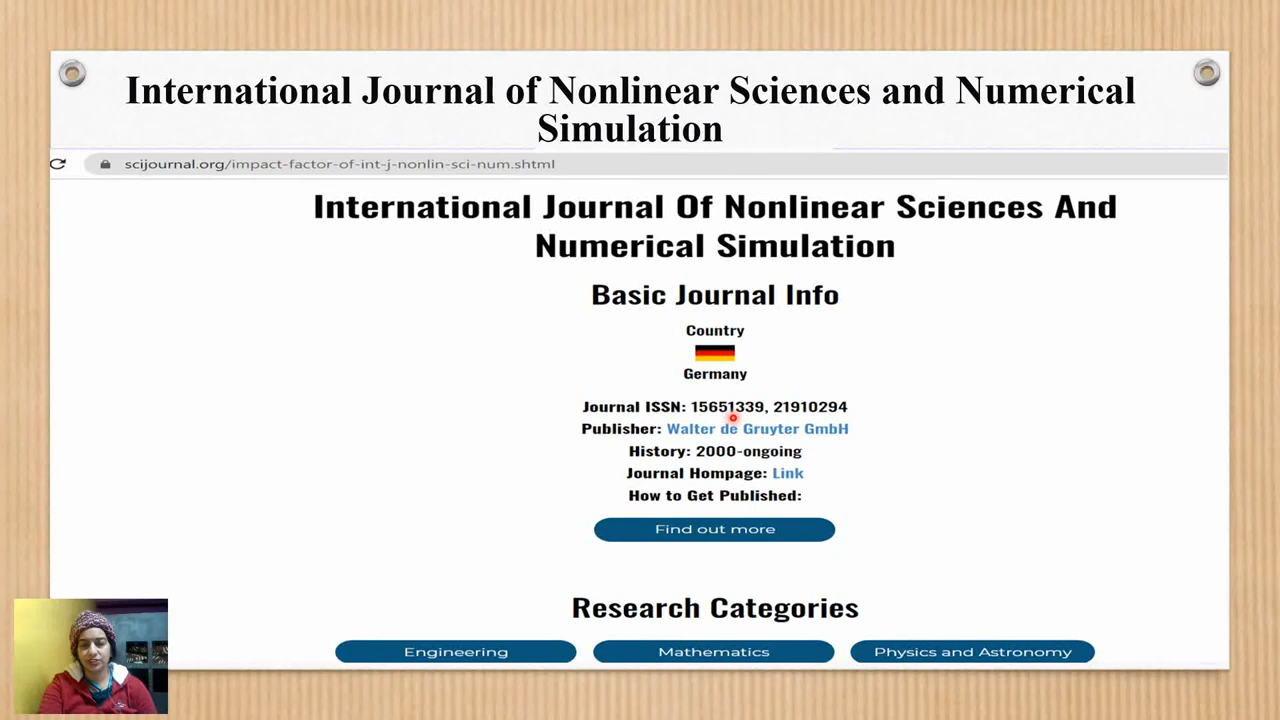 International Journal of Nonlinear Sciences and Numerical
Simulation
scijournal.org/impact-factor-of-int-j-nonlin-sci-num.shtml
International Journal Of Nonlinear Sciences And
Numerical Simulation
Basic Journal Info
Country
Germany
Journal ISSN: 15651339, 21910294
Publisher: Walter de Gruyter GmbH
History: 2000-ongoing
Journal Hompage: Link
How to Get Published:
Find out more
Research Categories
Engineering
Mathematics
Physics and Astronomy